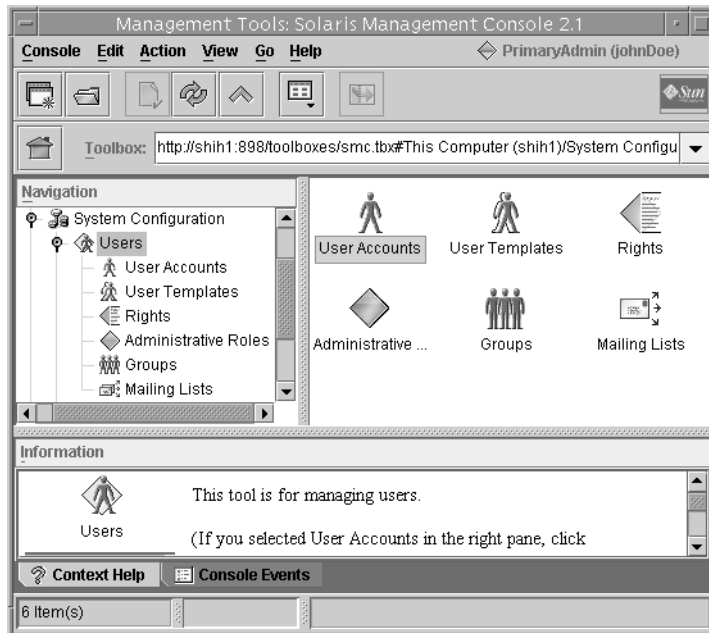 Management Tools: Solaris Management Console 2.1
Console Edit Action View Go Help PrimaryAdmin (johnDoe)
Sun
Toolbox: http://shih1:898/toolboxes/smc.tbx#This Computer (shih1)/System Configu
Navigation
System Configuration
Users
User Accounts
User Templates
Rights
Administrative Roles
Groups
Mailing Lists
User Accounts User Templates Rights
Administrative ... Groups Mailing Lists
Information
Users
This tool is for managing users.
(If you selected User Accounts in the right pane, click
Context Help Console Events
6 Item(s)